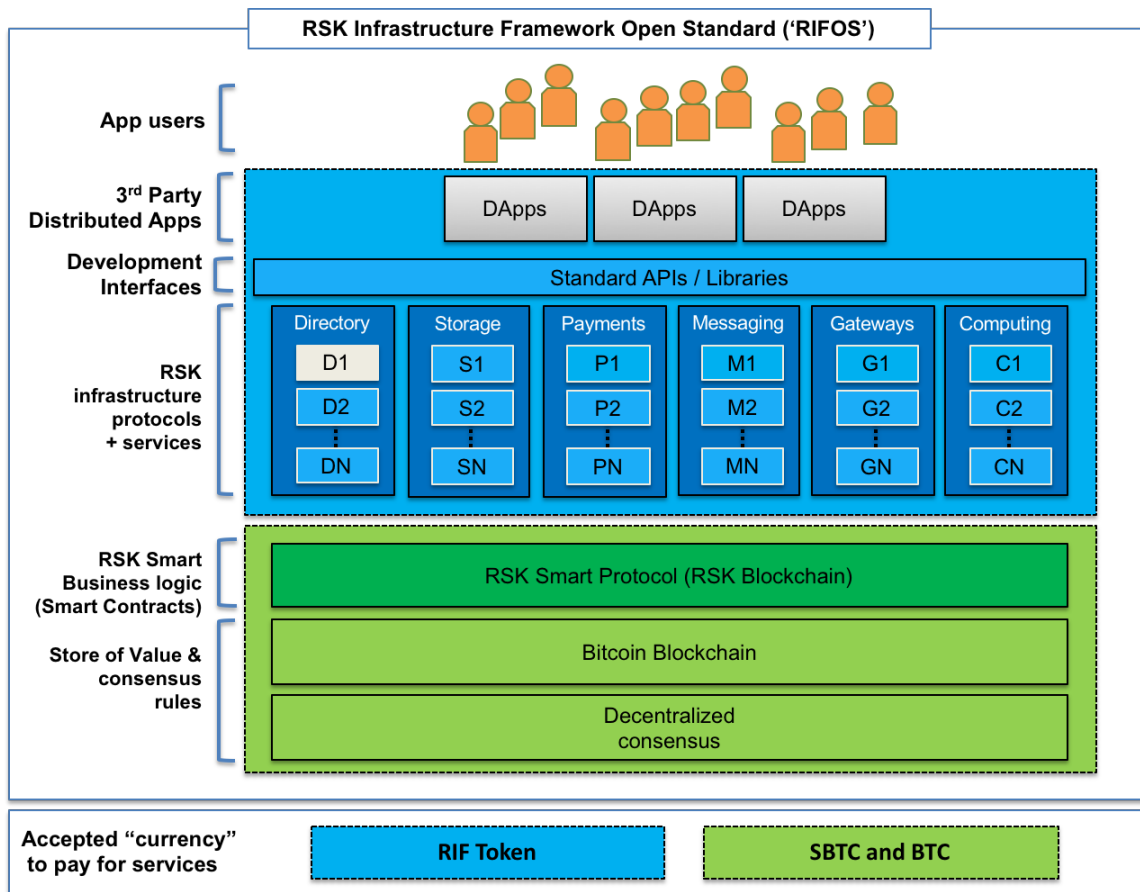 RSK Infrastructure Framework Open Standard (‘RIFOS’)
App users
3rd Party
Distributed Apps
DApps
DApps
DApps
Development
Interfaces
Standard APIs / Libraries
RSK
infrastructure
protocols
+ services
Directory
D1
D2
DN
Storage
S1
S2
SN
Payments
P1
P2
PN
Messaging
M1
M2
MN
Gateways
G1
G2
GN
Computing
C1
C2
CN
RSK Smart
Business logic
(Smart Contracts)
RSK Smart Protocol (RSK Blockchain)
Store of Value &
consensus
rules
Bitcoin Blockchain
Decentralized
consensus
Accepted “currency”
to pay for services
RIF Token
SBTC and BTC